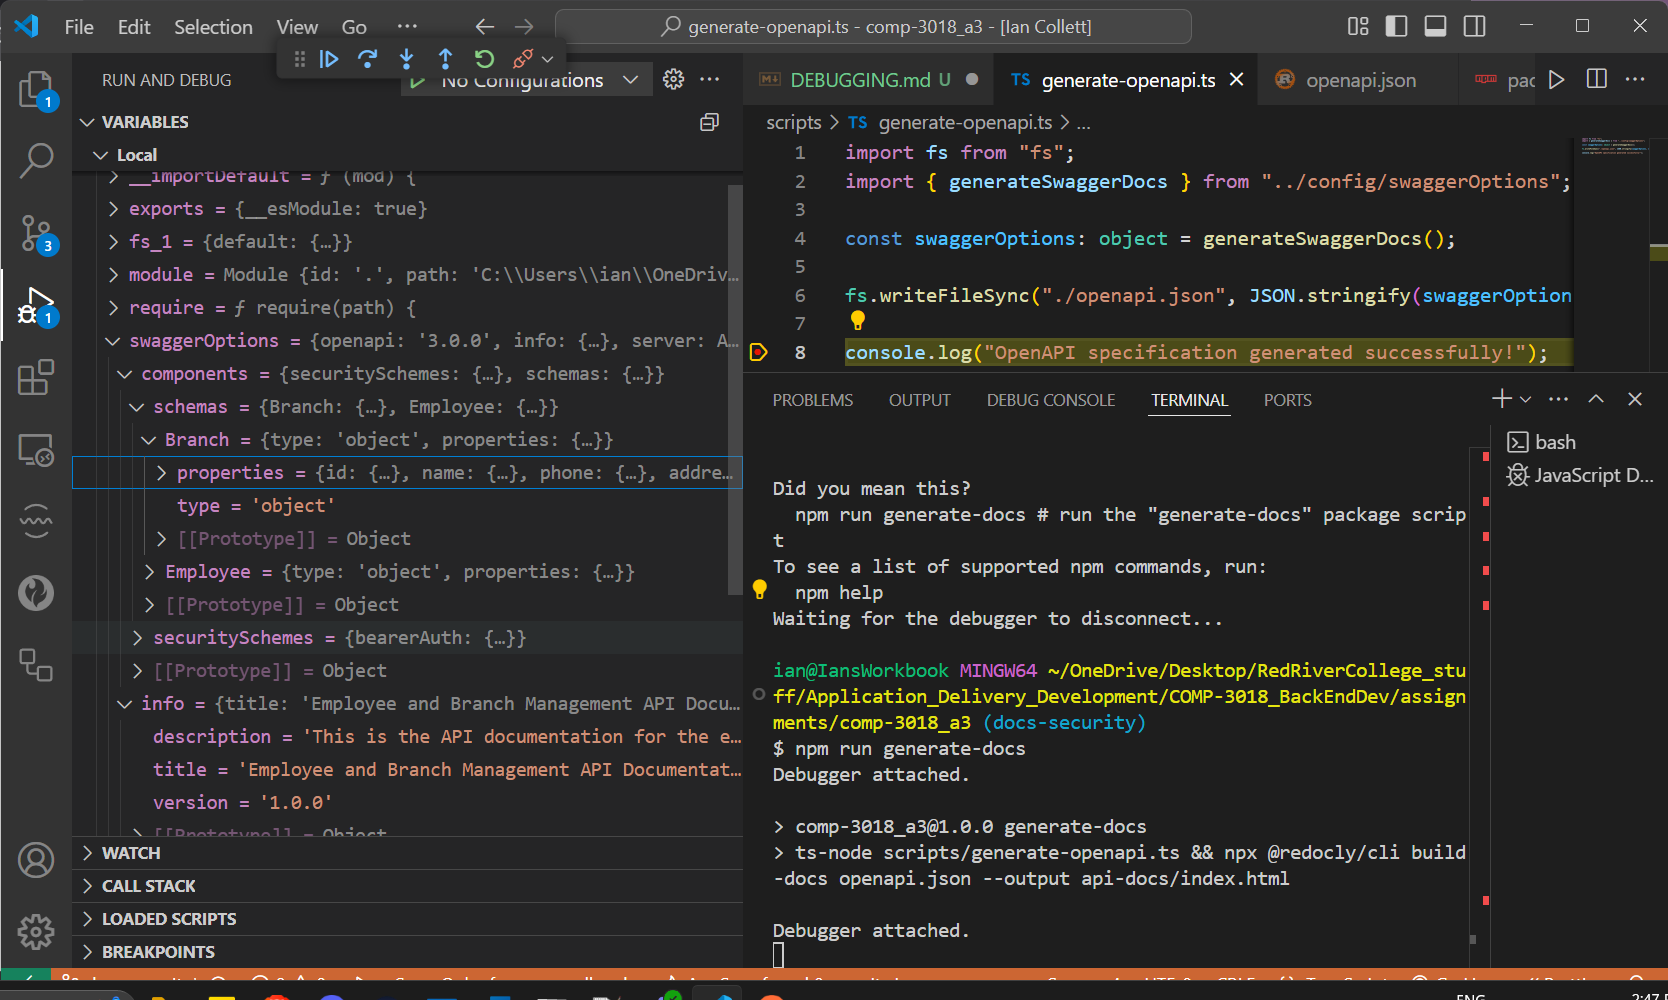 File Edit Selection View Go ···
generate-openapi.ts - comp-3018_a3 - [Ian Collett]
RUN AND DEBUG
No Configurations
DEBUGGING.md U
TS generate-openapi.ts
openapi.json
pac
scripts > TS generate-openapi.ts > ...
VARIABLES
Local
__importDefault = ƒ (mod) {
exports = {__esModule: true}
fs_1 = {default: {…}}
module = Module {id: '.', path: 'C:\\Users\\ian\\OneDriv…
require = ƒ require(path) {
swaggerOptions = {openapi: '3.0.0', info: {…}, server: A…
components = {securitySchemes: {…}, schemas: {…}}
schemas = {Branch: {…}, Employee: {…}}
Branch = {type: 'object', properties: {…}}
properties = {id: {…}, name: {…}, phone: {…}, addre…
type = 'object'
[[Prototype]] = Object
Employee = {type: 'object', properties: {…}}
[[Prototype]] = Object
securitySchemes = {bearerAuth: {…}}
[[Prototype]] = Object
info = {title: 'Employee and Branch Management API Docu…
description = 'This is the API documentation for the e…
title = 'Employee and Branch Management API Documentat…
version = '1.0.0'
[[Prototype]] = Object
WATCH
CALL STACK
LOADED SCRIPTS
BREAKPOINTS
1
3
1
1 import fs from "fs";
2 import { generateSwaggerDocs } from "../config/swaggerOptions";
3
4 const swaggerOptions: object = generateSwaggerDocs();
5
6 fs.writeFileSync("./openapi.json", JSON.stringify(swaggerOption
7
8 console.log("OpenAPI specification generated successfully!");
PROBLEMS OUTPUT DEBUG CONSOLE TERMINAL PORTS
bash
JavaScript D...
Did you mean this?
npm run generate-docs # run the "generate-docs" package scrip
t
To see a list of supported npm commands, run:
npm help
Waiting for the debugger to disconnect...
ian@IansWorkbook MINGW64 ~/OneDrive/Desktop/RedRiverCollege_stu
ff/Application_Delivery_Development/COMP-3018_BackEndDev/assign
ments/comp-3018_a3 (docs-security)
$ npm run generate-docs
Debugger attached.
> comp-3018_a3@1.0.0 generate-docs
> ts-node scripts/generate-openapi.ts && npx @redocly/cli build
-docs openapi.json --output api-docs/index.html
Debugger attached.